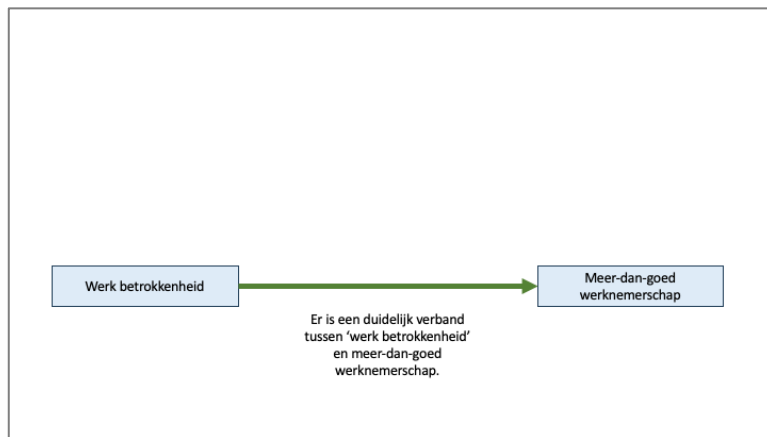 Werk betrokkenheid
Meer-dan-goed
werknemerschap
Er is een duidelijk verband
tussen ‘werk betrokkenheid’
en meer-dan-goed
werknemerschap.